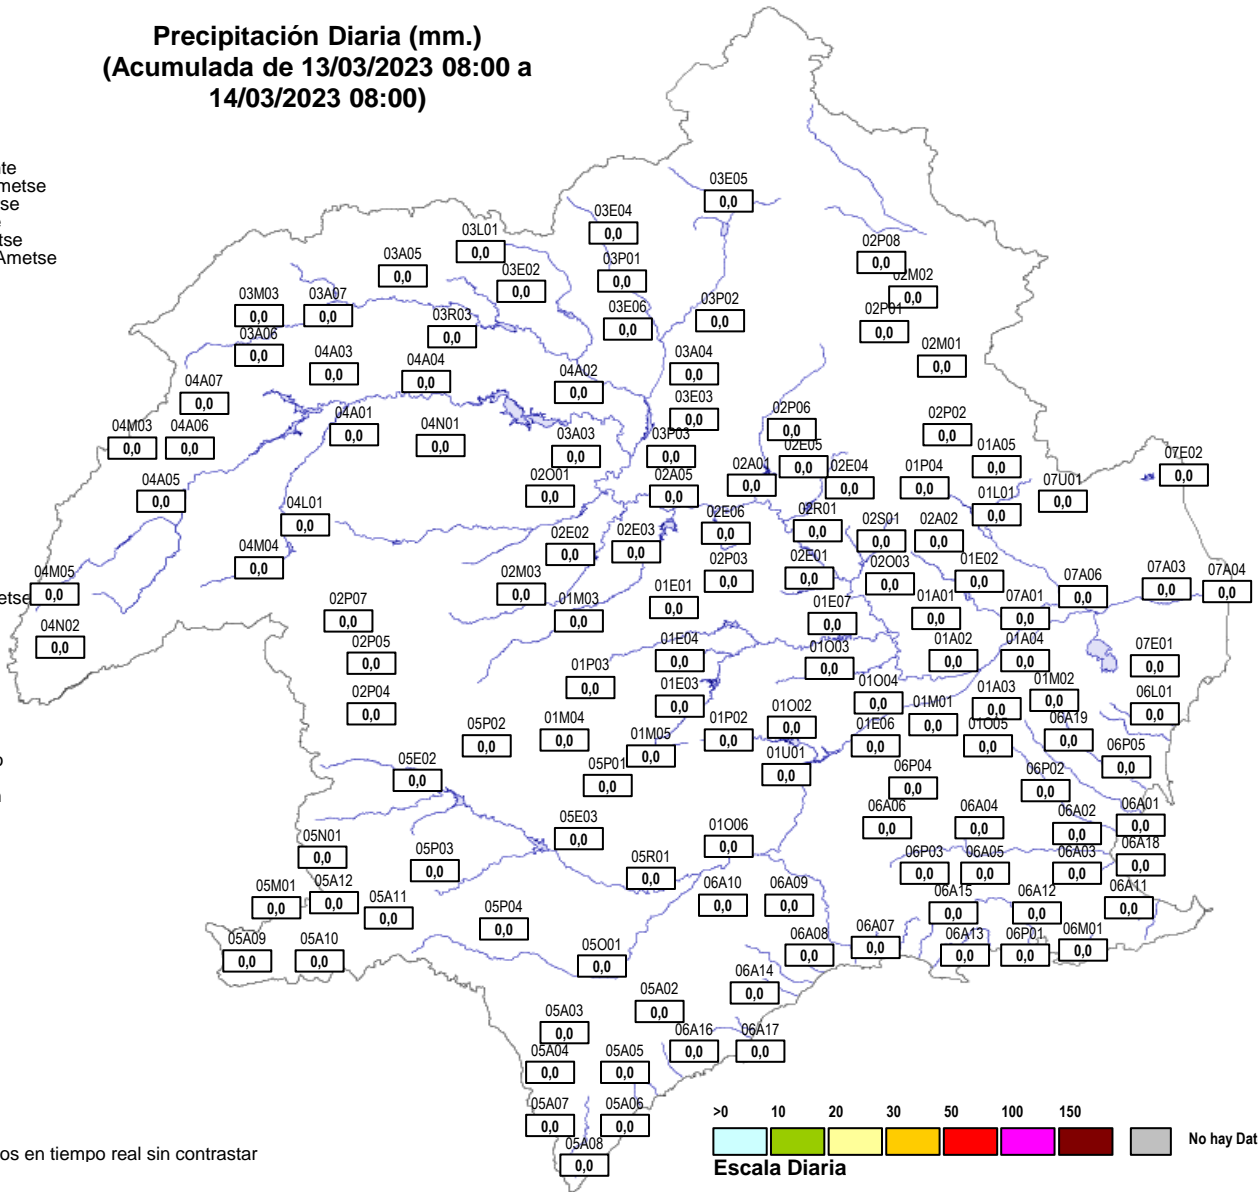 Precipitación Diaria (mm.)
(Acumulada de 13/03/2023 08:00 a
14/03/2023 08:00)
03E05
0,0
03E04
0,0
03L01
0,0
02P08
0,0
03A05
0,0
03P01
0,0
03E02
0,0
02M02
0,0
03M03
0,0
03A07
0,0
03P02
0,0
03E06
0,0
02P01
0,0
03R03
0,0
03A06
0,0
02M01
0,0
04A03
0,0
03A04
0,0
04A04
0,0
04A02
0,0
04A07
0,0
03E03
0,0
02P06
0,0
04A01
0,0
02P02
0,0
04M03
0,0
04A06
0,0
04N01
0,0
03A03
0,0
03P03
0,0
02E05
0,0
01A05
0,0
07E02
0,0
02A01
0,0
02E04
0,0
01P04
0,0
02O01
0,0
02A05
0,0
07U01
0,0
04A05
0,0
01L01
0,0
04L01
0,0
02R01
0,0
02E06
0,0
02S01
0,0
02A02
0,0
02E02
0,0
02E03
0,0
04M04
0,0
02P03
0,0
02E01
0,0
02O03
0,0
01E02
0,0
07A03
0,0
07A04
0,0
04M05
0,0
02M03
0,0
07A06
0,0
01E01
0,0
02P07
0,0
01M03
0,0
01E07
0,0
01A01
0,0
07A01
0,0
04N02
0,0
02P05
0,0
01E04
0,0
01O03
0,0
01A02
0,0
01A04
0,0
07E01
0,0
01P03
0,0
01E03
0,0
01O04
0,0
01A03
0,0
01M02
0,0
02P04
0,0
06L01
0,0
01M01
0,0
05P02
0,0
01M04
0,0
01P02
0,0
01O02
0,0
01E06
0,0
01O05
0,0
06A19
0,0
01M05
0,0
06P05
0,0
01U01
0,0
05E02
0,0
05P01
0,0
06P04
0,0
06P02
0,0
06A06
0,0
06A04
0,0
06A02
0,0
06A01
0,0
05E03
0,0
01O06
0,0
05N01
0,0
05P03
0,0
05R01
0,0
06P03
0,0
06A05
0,0
06A03
0,0
06A18
0,0
05M01
0,0
05A12
0,0
05A11
0,0
06A10
0,0
06A09
0,0
06A15
0,0
06A12
0,0
06A11
0,0
05P04
0,0
06A08
0,0
06A07
0,0
06A13
0,0
06P01
0,0
06M01
0,0
05A09
0,0
05A10
0,0
05O01
0,0
06A14
0,0
05A02
0,0
05A03
0,0
06A16
0,0
06A17
0,0
05A04
0,0
05A05
0,0
05A07
0,0
05A06
0,0
05A08
0,0
>0 10 20 30 50 100 150
No hay Dat
Escala Diaria
os en tiempo real sin contrastar